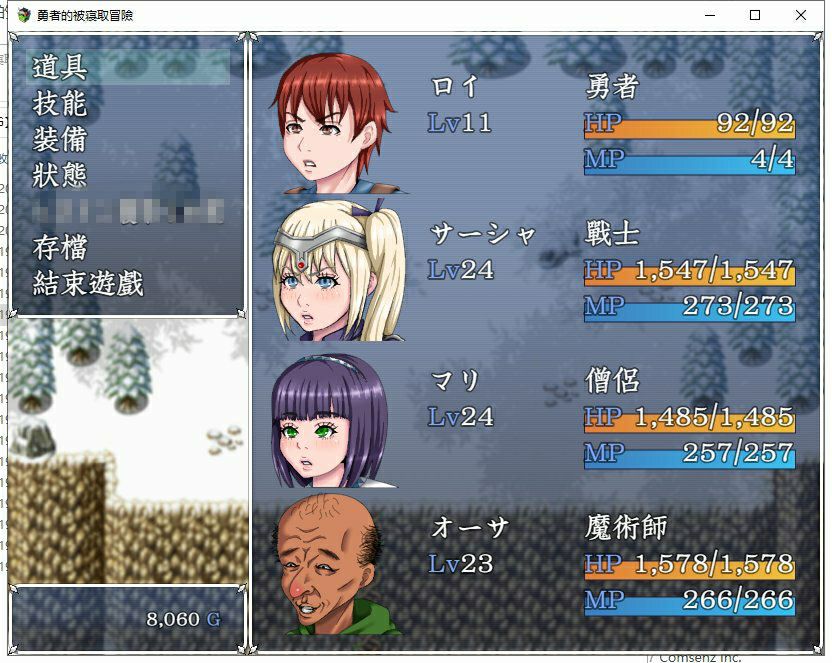 勇者的被寝取冒險
道具
技能
装備
狀態
存檔
結束遊戲
ロイ 勇者
Lv11 HP 92/92
MP 4/4
サーシャ 戰士
Lv24 HP 1,547/1,547
MP 273/273
マリ 僧侶
Lv24 HP 1,485/1,485
MP 257/257
オーサ 魔術師
Lv23 HP 1,578/1,578
MP 266/266
8,060 G
Comsenz Inc.